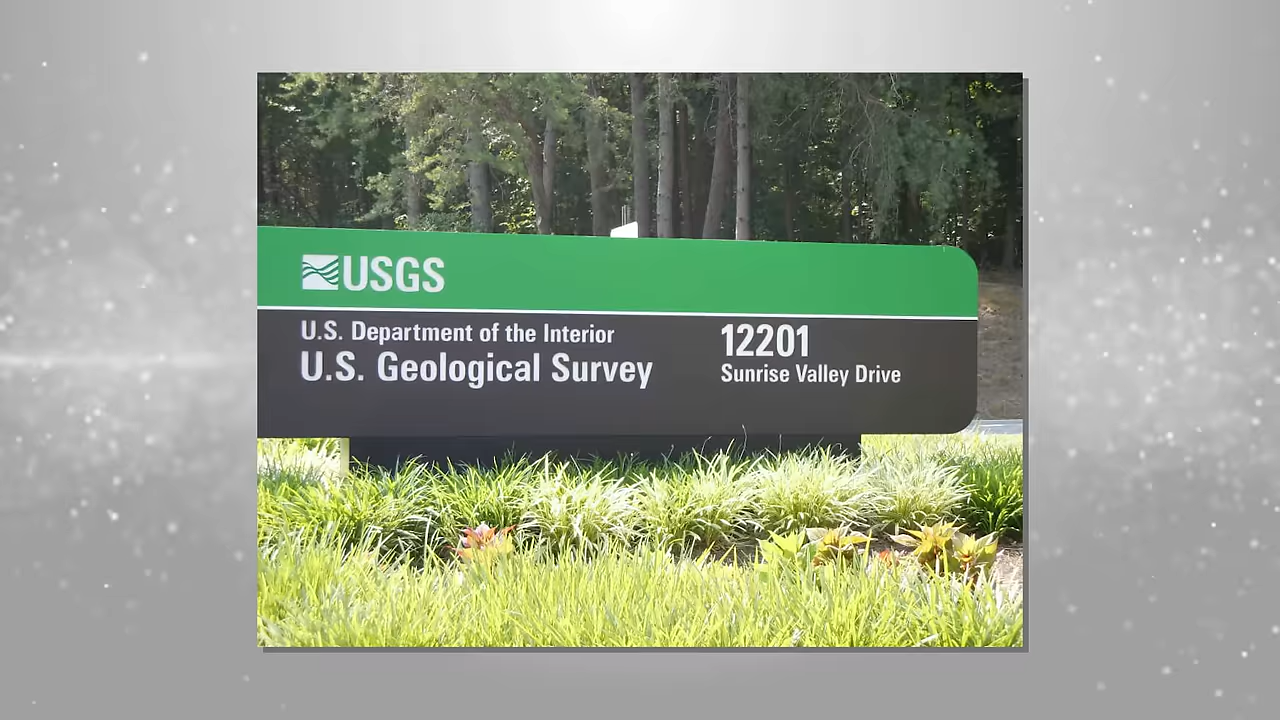 USGS
U.S. Department of the Interior
U.S. Geological Survey
12201
Sunrise Valley Drive